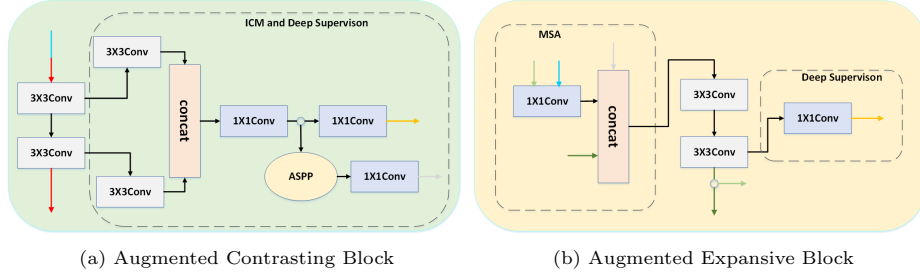 ICM and Deep Supervison
3X3Conv
3X3Conv
3X3Conv
3X3Conv
concat
1X1Conv
1X1Conv
ASPP
1X1Conv
MSA
1X1Conv
concat
3X3Conv
3X3Conv
Deep Supervison
1X1Conv
(a) Augmented Contrasting Block
(b) Augmented Expansive Block